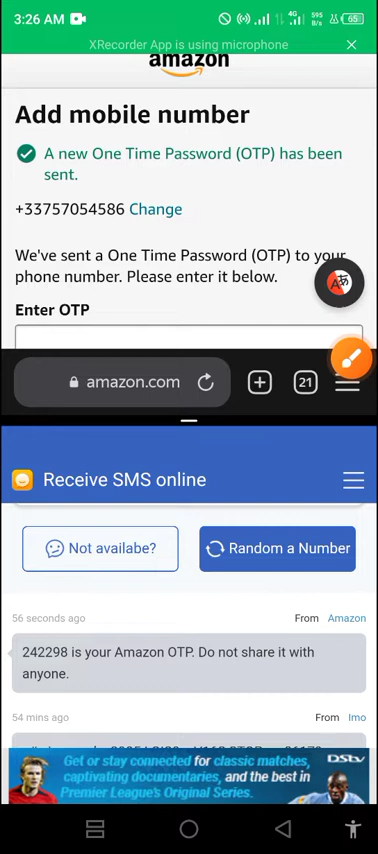 3:26 AM 4G 595 B/s 65
XRecorder App is using microphone
amazon
Add mobile number
A new One Time Password (OTP) has been
sent.
+33757054586 Change
We've sent a One Time Password (OTP) to your
phone number. Please enter it below.
Enter OTP
amazon.com 21
Receive SMS online
Not availabe? Random a Number
56 seconds ago From Amazon
242298 is your Amazon OTP. Do not share it with
anyone.
54 mins ago From Imo
Get or stay connected for classic matches,
captivating documentaries, and the best in
Premier League's Original Series.
DStv